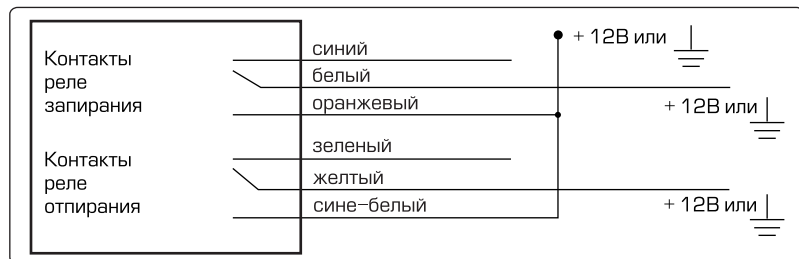 Контакты
реле
запирания
синий
белый
оранжевый
+ 12В или
+ 12В или
Контакты
реле
отпирания
зеленый
желтый
сине-белый
+ 12В или